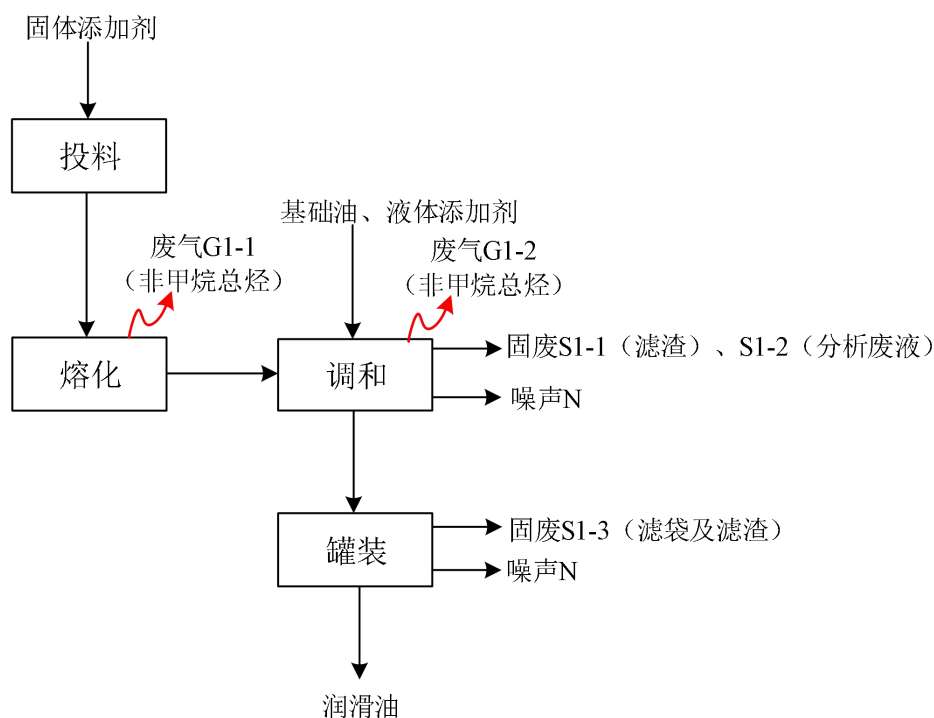 固体添加剂
投料
基础油、液体添加剂
废气G1-1
（非甲烷总烃）
废气G1-2
（非甲烷总烃）
熔化
调和
固废S1-1（滤渣）、S1-2（分析废液）
噪声N
罐装
固废S1-3（滤袋及滤渣）
噪声N
润滑油